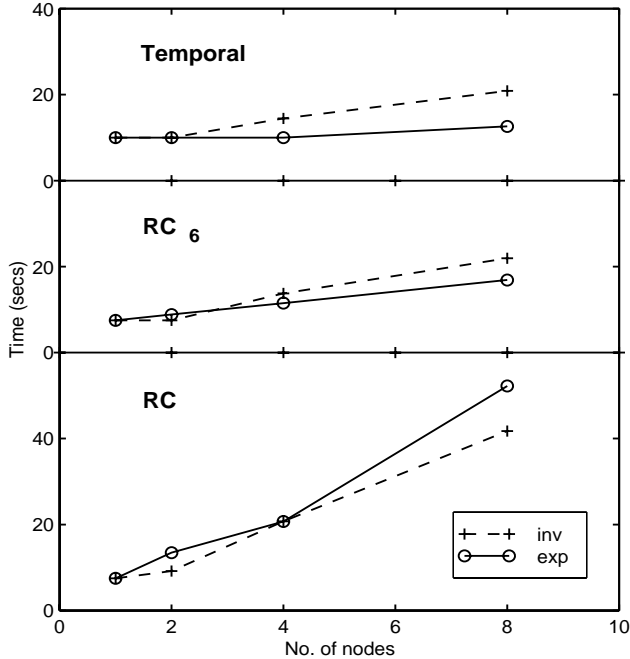 40
Temporal
20
0
RC 6
20
Time (secs)
0
RC
40
20
inv
exp
0
0 2 4 6 8 10
No. of nodes